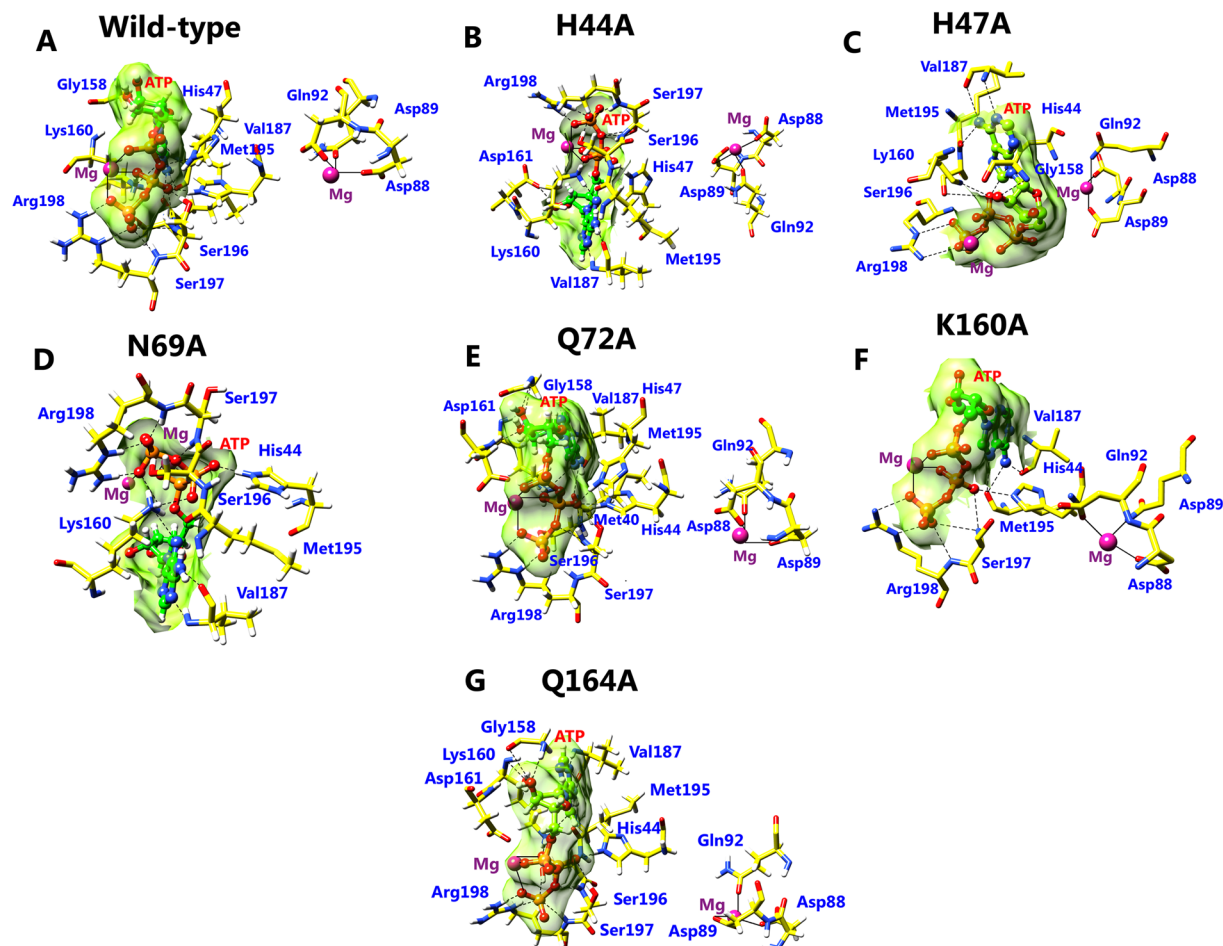 A
Wild-type
Gly158
ATP
His47
Lys160
Val187
Mg
Met195
Arg198
Ser196
Ser197
Gln92
Asp89
Asp88
Mg
B
H44A
Arg198
Ser197
ATP
Mg
Ser196
Asp161
His47
Lys160
Met195
Val187
Mg
Asp88
Asp89
Gln92
C
H47A
Val187
ATP
Met195
His44
Ly160
Gly158
Ser196
Arg198
Mg
Gln92
Mg
Asp88
Asp89
D
N69A
Ser197
Arg198
Mg
ATP
His44
Mg
Ser196
Lys160
Met195
Val187
E
Q72A
Gly158
His47
Val187
Asp161
ATP
Met195
Mg
Met40
His44
Ser196
Ser197
Arg198
Gln92
Asp88
Mg
Asp89
F
K160A
ATP
Val187
Mg
His44
Met195
Ser197
Arg198
Gln92
Asp89
Mg
Asp88
G
Q164A
Gly158
ATP
Lys160
Val187
Asp161
Met195
His44
Mg
Arg198
Ser196
Ser197
Gln92
Mg
Asp88
Asp89